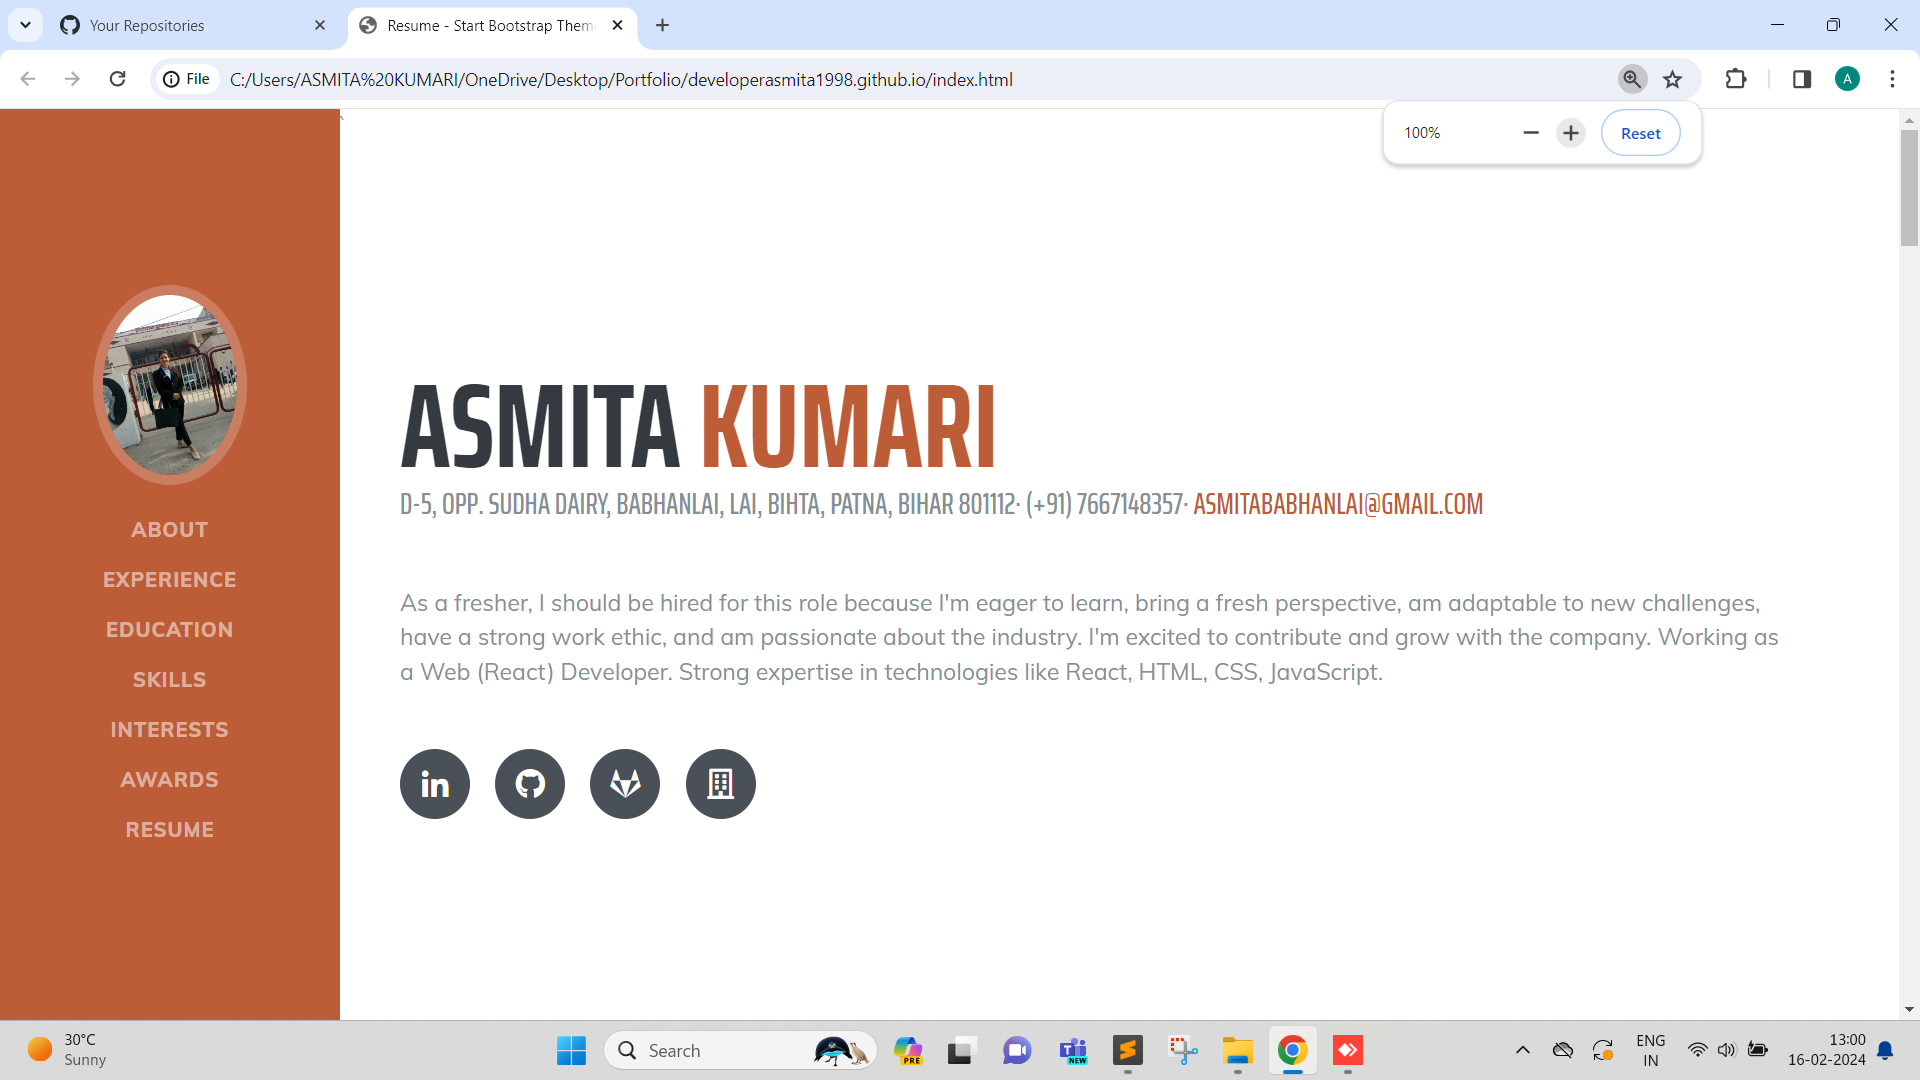 Your Repositories
Resume - Start Bootstrap Them
File
C:/Users/ASMITA%20KUMARI/OneDrive/Desktop/Portfolio/developerasmita1998.github.io/index.html
A
100%
Reset
`
ASMITA KUMARI
D-5, OPP. SUDHA DAIRY, BABHANLAI, LAI, BIHTA, PATNA, BIHAR 801112· (+91) 7667148357· ASMITABABHANLAI@GMAIL.COM
ABOUT
EXPERIENCE
EDUCATION
SKILLS
INTERESTS
AWARDS
RESUME
As a fresher, I should be hired for this role because I'm eager to learn, bring a fresh perspective, am adaptable to new challenges,
have a strong work ethic, and am passionate about the industry. I'm excited to contribute and grow with the company. Working as
a Web (React) Developer. Strong expertise in technologies like React, HTML, CSS, JavaScript.
in
30°C
Sunny
Search
PRE
NEW
ENG
IN
13:00
16-02-2024